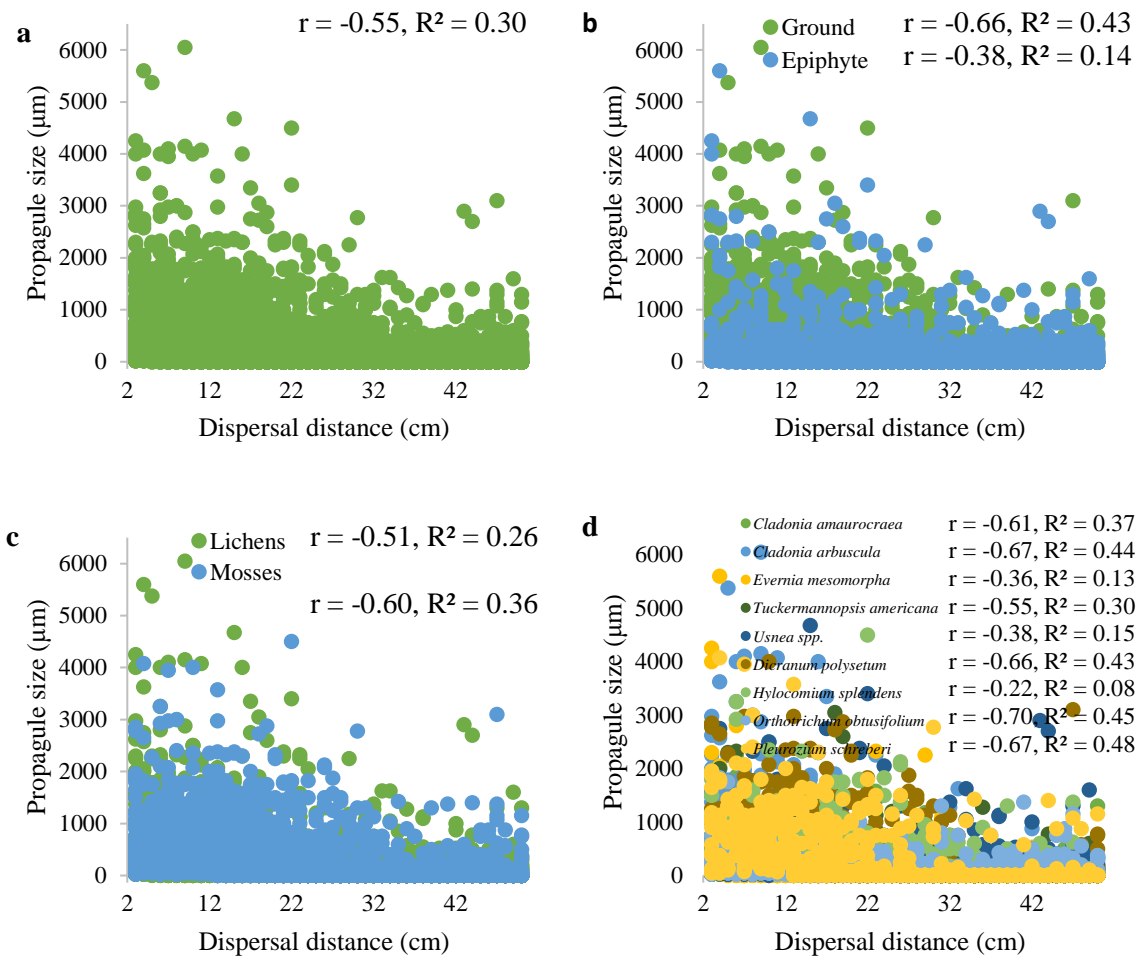 a
r = -0.55, R² = 0.30
6000
5000
4000
3000
2000
1000
0
Propagule size (µm)
2 12 22 32 42
Dispersal distance (cm)
b
Ground r = -0.66, R² = 0.43
Epiphyte r = -0.38, R² = 0.14
6000
5000
4000
3000
2000
1000
0
Propagule size (µm)
2 12 22 32 42
Dispersal distance (cm)
c
Lichens r = -0.51, R² = 0.26
Mosses
r = -0.60, R² = 0.36
6000
5000
4000
3000
2000
1000
0
Propagule size (µm)
2 12 22 32 42
Dispersal distance (cm)
d
Cladonia amaurocraea r = -0.61, R² = 0.37
Cladonia arbuscula r = -0.67, R² = 0.44
Evernia mesomorpha r = -0.36, R² = 0.13
Tuckermannopsis americana r = -0.55, R² = 0.30
Usnea spp. r = -0.38, R² = 0.15
Dieranum polysetum r = -0.66, R² = 0.43
Hylocomium splendens r = -0.22, R² = 0.08
Orthotrichum obtusifolium r = -0.70, R² = 0.45
Pleurozium schreberi r = -0.67, R² = 0.48
6000
5000
4000
3000
2000
1000
0
Propagule size (µm)
2 12 22 32 42
Dispersal distance (cm)